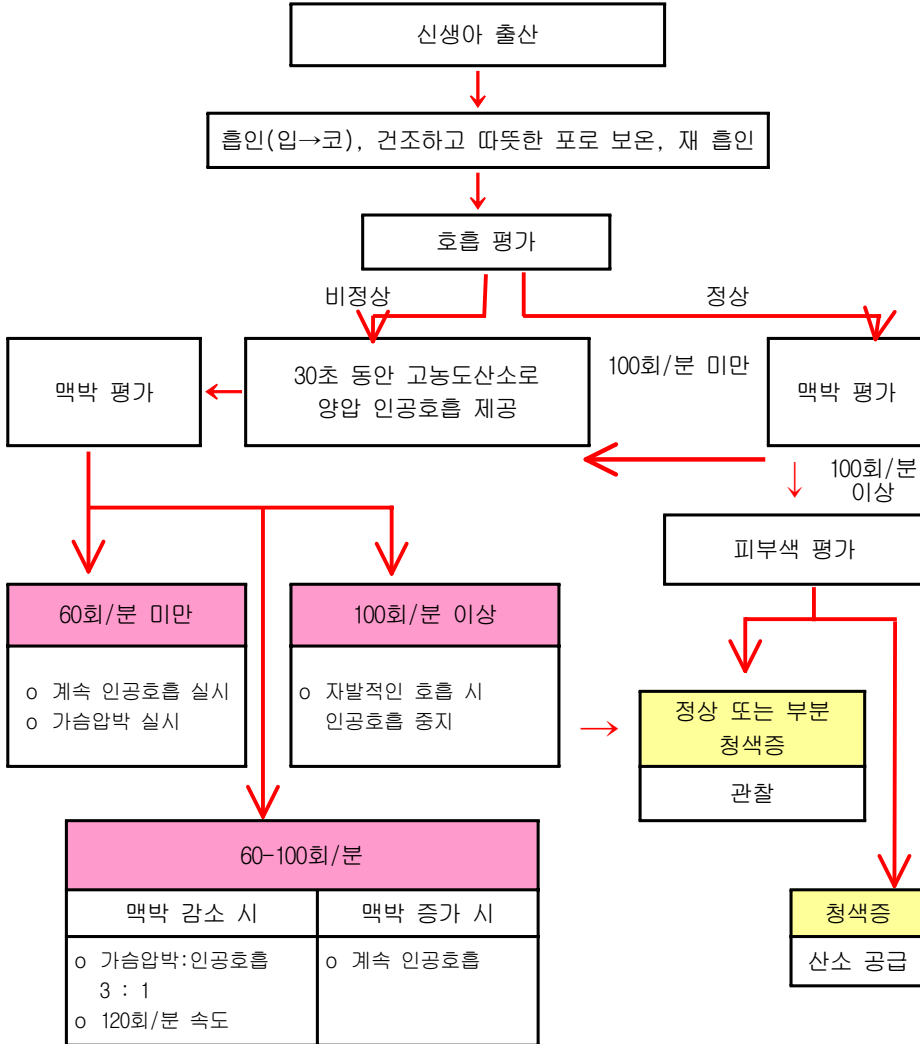 신생아 출산
흡인(입→코), 건조하고 따뜻한 포로 보온, 재 흡인
호흡 평가
비정상
정상
맥박 평가
30초 동안 고농도산소로
양압 인공호흡 제공
100회/분 미만
맥박 평가
100회/분
이상
피부색 평가
60회/분 미만
o 계속 인공호흡 실시
o 가슴압박 실시
100회/분 이상
o 자발적인 호흡 시
인공호흡 중지
정상 또는 부분
청색증
관찰
60-100회/분
맥박 감소 시
맥박 증가 시
o 가슴압박:인공호흡
3 : 1
o 120회/분 속도
o 계속 인공호흡
청색증
산소 공급